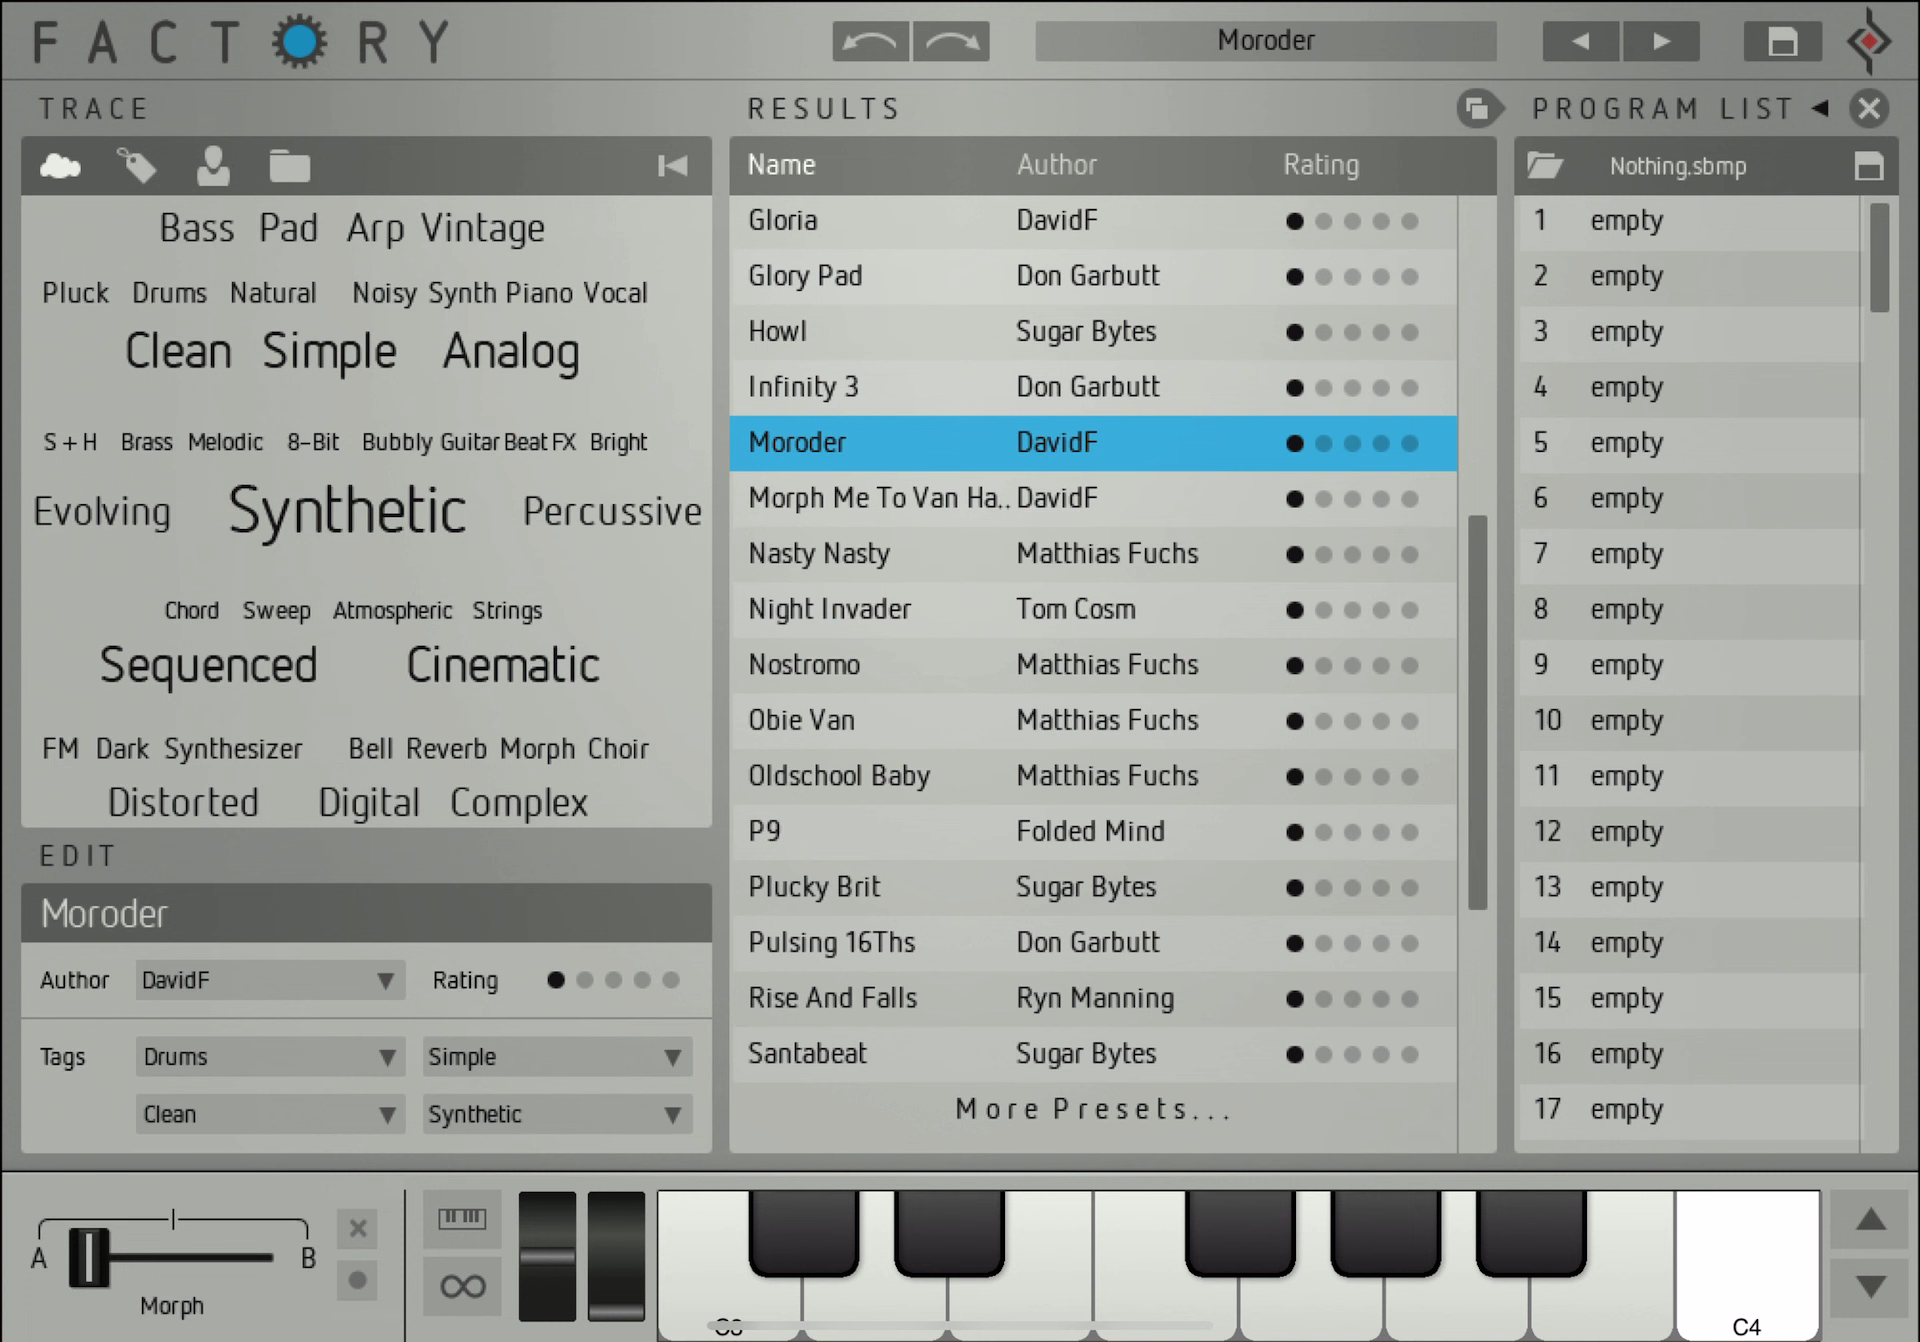 FACTORY
Moroder
TRACE
Bass Pad Arp Vintage
Pluck Drums Natural Noisy Synth Piano Vocal
Clean Simple Analog
S+H Brass Melodic 8-Bit Bubbly Guitar Beat FX Bright
Evolving Synthetic Percussive
Chord Sweep Atmospheric Strings
Sequenced Cinematic
FM Dark Synthesizer Bell Reverb Morph Choir
Distorted Digital Complex
EDIT
Moroder
Author DavidF Rating
Tags Drums Simple
Clean Synthetic
RESULTS
Name Author Rating
Gloria DavidF
Glory Pad Don Garbutt
Howl Sugar Bytes
Infinity 3 Don Garbutt
Moroder DavidF
Morph Me To Van Ha.. DavidF
Nasty Nasty Matthias Fuchs
Night Invader Tom Cosm
Nostromo Matthias Fuchs
Obie Van Matthias Fuchs
Oldschool Baby Matthias Fuchs
P9 Folded Mind
Plucky Brit Sugar Bytes
Pulsing 16Ths Don Garbutt
Rise And Falls Ryn Manning
Santabeat Sugar Bytes
More Presets...
PROGRAM LIST
Nothing.sbmp
1 empty
2 empty
3 empty
4 empty
5 empty
6 empty
7 empty
8 empty
9 empty
10 empty
11 empty
12 empty
13 empty
14 empty
15 empty
16 empty
17 empty
A B
Morph
C3
C4